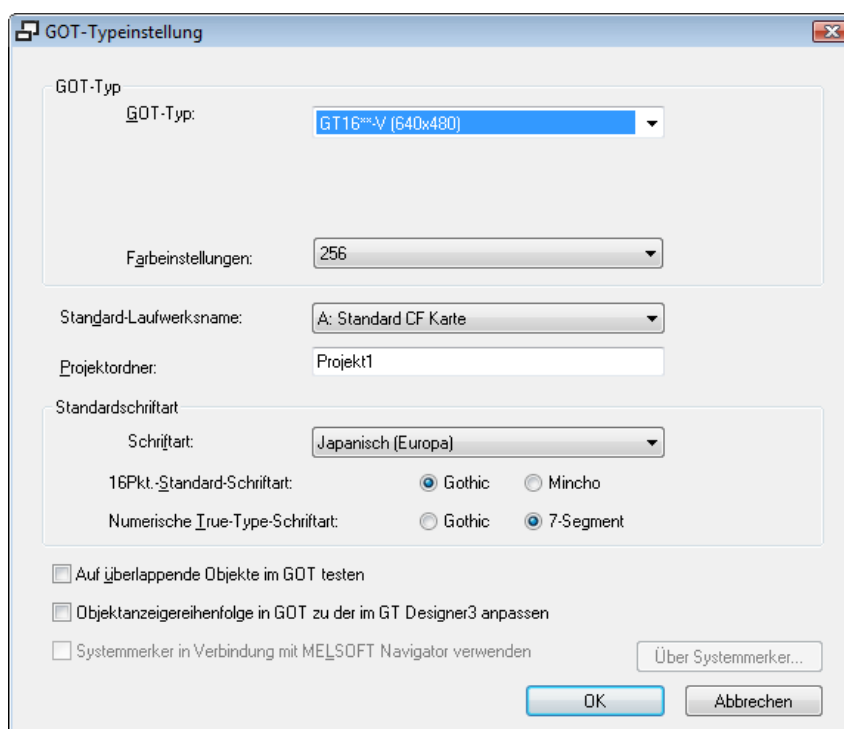 GOT-Typeinstellung
GOT-Typ
GOT-Typ: GT16**-V (640x480)
Farbeinstellungen: 256
Standard-Laufwerksname: A: Standard CF Karte
Projektordner: Projekt1
Standardschriftart
Schriftart: Japanisch (Europa)
16Pkt.-Standard-Schriftart: Gothic Mincho
Numerische True-Type-Schriftart: Gothic 7-Segment
Auf überlappende Objekte im GOT testen
Objektanzeigereihenfolge in GOT zu der im GT Designer3 anpassen
Systemmerker in Verbindung mit MELSOFT Navigator verwenden
Über Systemmerker...
OK Abbrechen